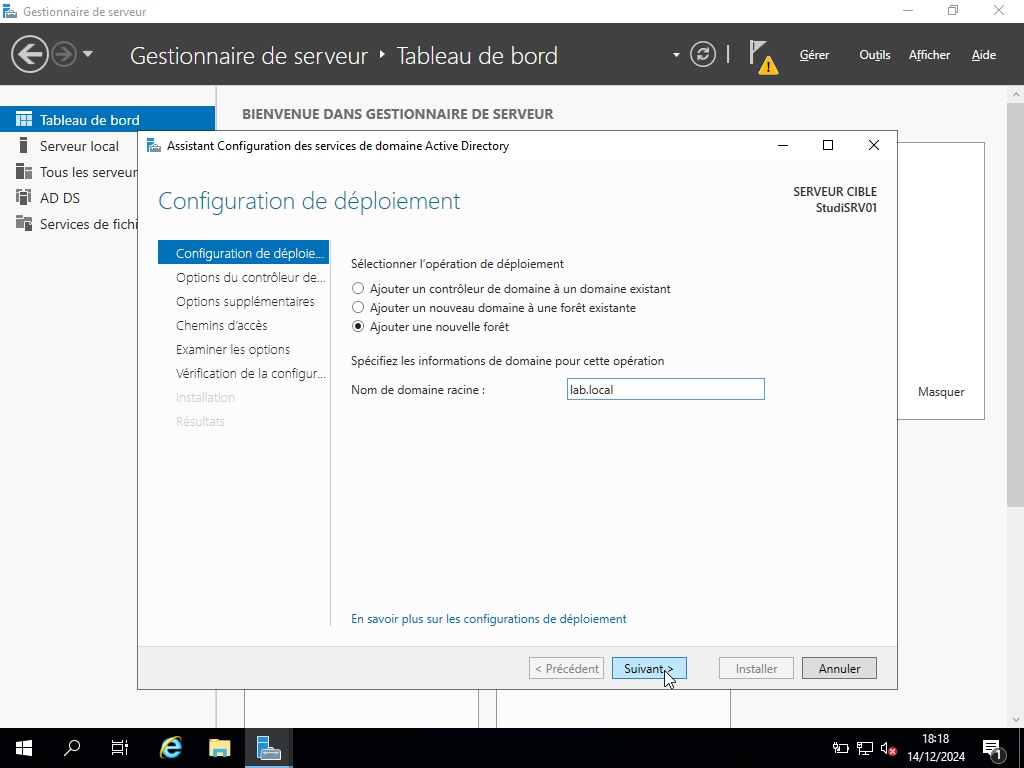 Gestionnaire de serveur
Gestionnaire de serveur ‣ Tableau de bord
Gérer
Outils
Afficher
Aide
Tableau de bord
Serveur local
Tous les serveur
AD DS
Services de fichi
BIENVENUE DANS GESTIONNAIRE DE SERVEUR
Masquer
Assistant Configuration des services de domaine Active Directory
Configuration de déploiement
SERVEUR CIBLE
StudiSRV01
Configuration de déploie...
Options du contrôleur de...
Options supplémentaires
Chemins d'accès
Examiner les options
Vérification de la configur...
Installation
Résultats
Sélectionner l'opération de déploiement
Ajouter un contrôleur de domaine à un domaine existant
Ajouter un nouveau domaine à une forêt existante
Ajouter une nouvelle forêt
Spécifiez les informations de domaine pour cette opération
Nom de domaine racine :
lab.local
En savoir plus sur les configurations de déploiement
< Précédent
Suivant >
Installer
Annuler
18:18
14/12/2024
1